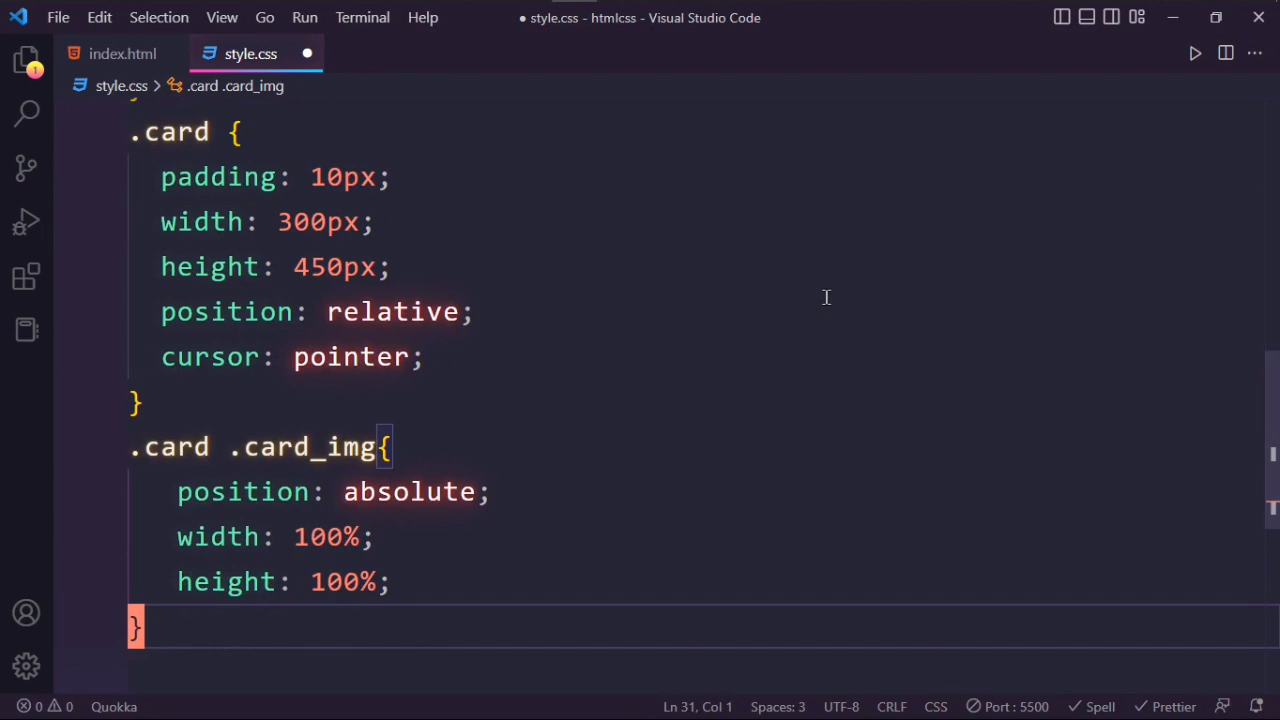 File Edit Selection View Go Run Terminal Help ● style.css - htmlcss - Visual Studio Code
index.html style.css ●
style.css > .card .card_img
1
.card {
padding: 10px;
width: 300px;
height: 450px;
position: relative;
cursor: pointer;
}
.card .card_img{
position: absolute;
width: 100%;
height: 100%;
}
0 0 Quokka Ln 31, Col 1 Spaces: 3 UTF-8 CRLF CSS Port : 5500 Spell Prettier